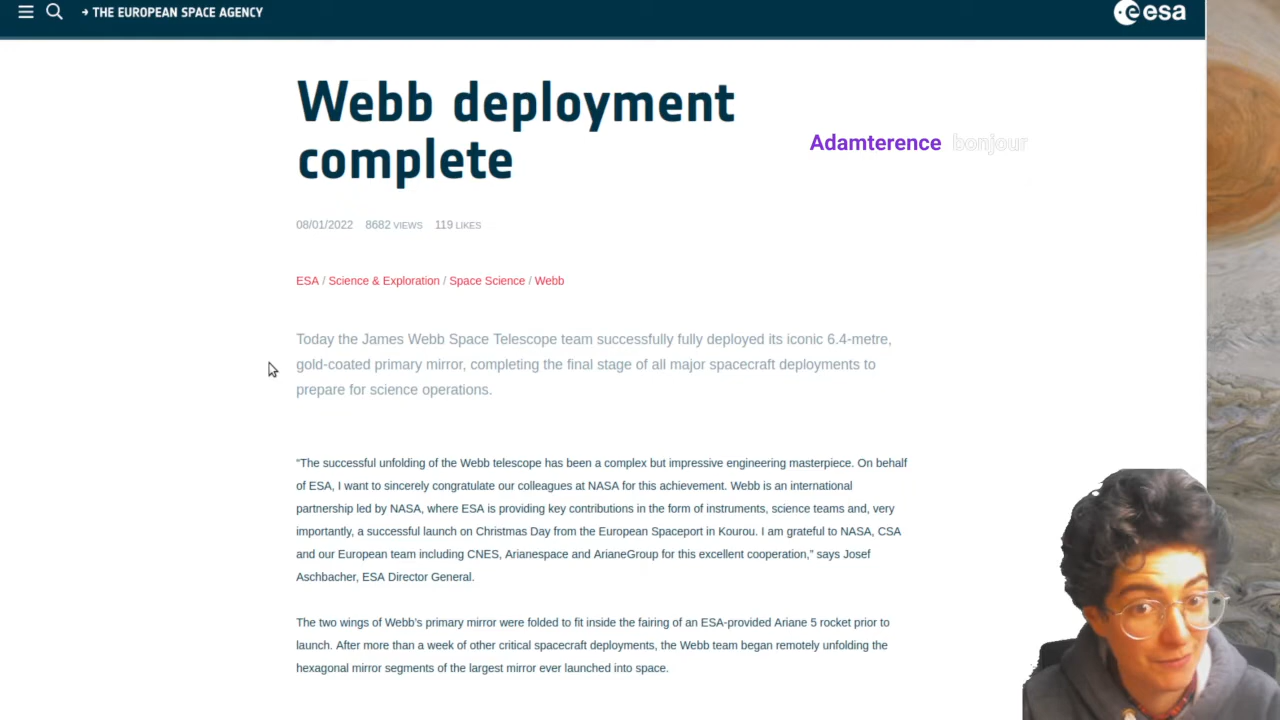 → THE EUROPEAN SPACE AGENCY
esa
Webb deployment
complete
Adamterence bonjour
08/01/2022 8682 VIEWS 119 LIKES
ESA / Science & Exploration / Space Science / Webb
Today the James Webb Space Telescope team successfully fully deployed its iconic 6.4-metre,
gold-coated primary mirror, completing the final stage of all major spacecraft deployments to
prepare for science operations.
“The successful unfolding of the Webb telescope has been a complex but impressive engineering masterpiece. On behalf
of ESA, I want to sincerely congratulate our colleagues at NASA for this achievement. Webb is an international
partnership led by NASA, where ESA is providing key contributions in the form of instruments, science teams and, very
importantly, a successful launch on Christmas Day from the European Spaceport in Kourou. I am grateful to NASA, CSA
and our European team including CNES, Arianespace and ArianeGroup for this excellent cooperation,” says Josef
Aschbacher, ESA Director General.
The two wings of Webb’s primary mirror were folded to fit inside the fairing of an ESA-provided Ariane 5 rocket prior to
launch. After more than a week of other critical spacecraft deployments, the Webb team began remotely unfolding the
hexagonal mirror segments of the largest mirror ever launched into space.